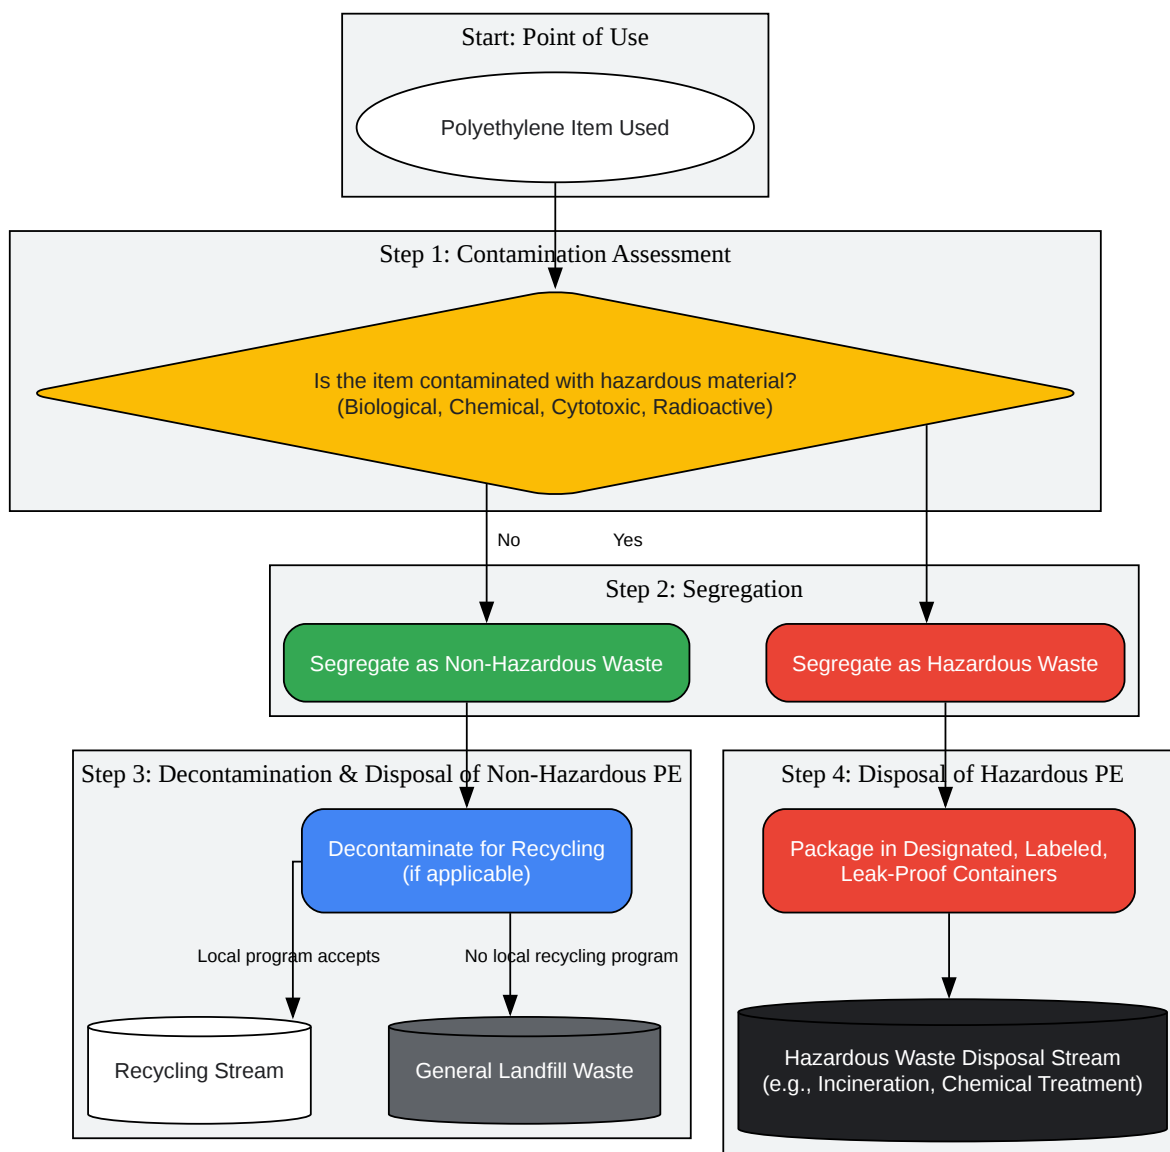 Start: Point of Use
Polyethylene Item Used
Step 1: Contamination Assessment
Is the item contaminated with hazardous material?
(Biological, Chemical, Cytotoxic, Radioactive)
No
Yes
Step 2: Segregation
Segregate as Non-Hazardous Waste
Segregate as Hazardous Waste
Step 3: Decontamination & Disposal of Non-Hazardous PE
Decontaminate for Recycling
(if applicable)
Local program accepts
No local recycling program
Recycling Stream
General Landfill Waste
Step 4: Disposal of Hazardous PE
Package in Designated, Labeled,
Leak-Proof Containers
Hazardous Waste Disposal Stream
(e.g., Incineration, Chemical Treatment)